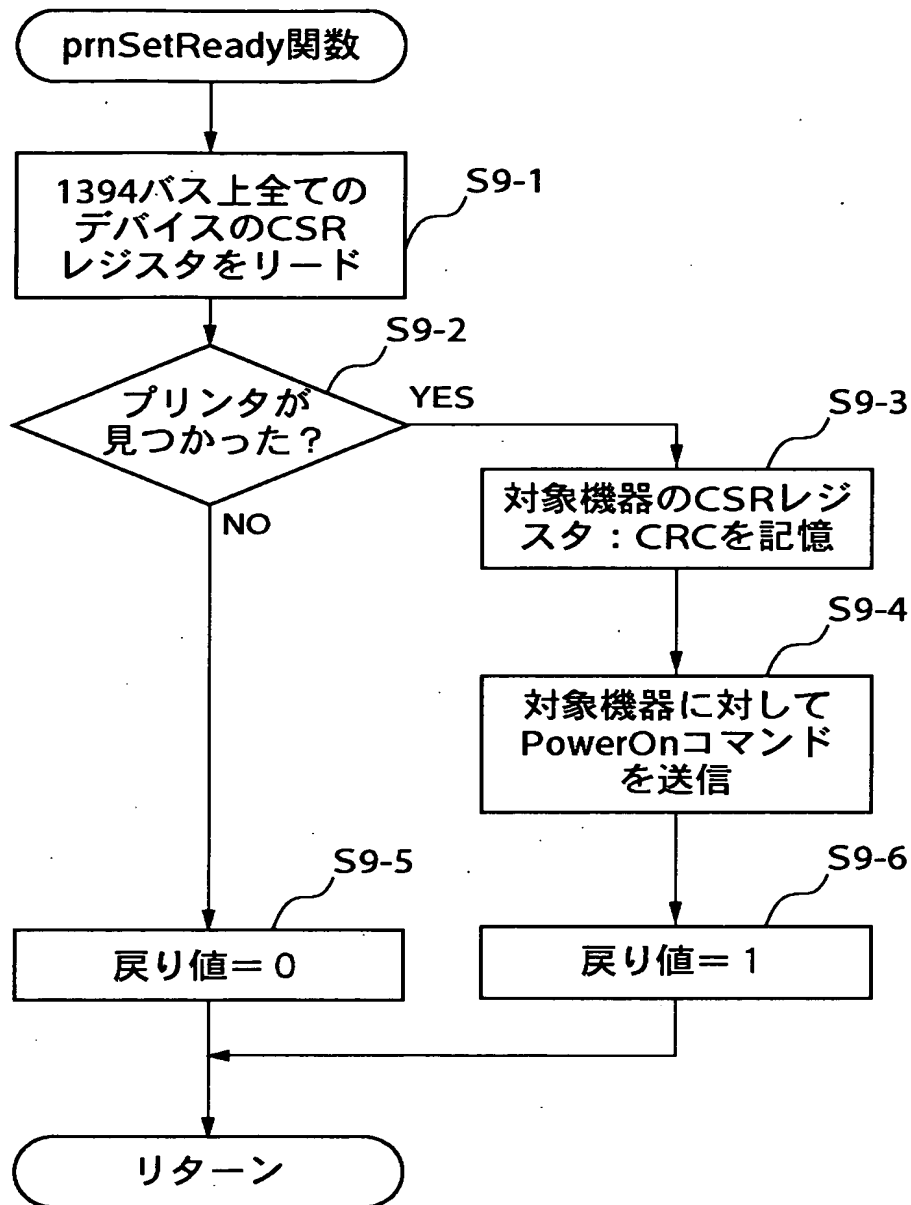 prnSetReady関数
1394バス上全ての
デバイスのCSR
レジスタをリード
S9-1
S9-2
プリンタが
見つかった？
YES
NO
S9-3
対象機器のCSRレジ
スタ：CRCを記憶
S9-4
対象機器に対して
PowerOnコマンド
を送信
S9-5
戻り値＝０
S9-6
戻り値＝１
リターン